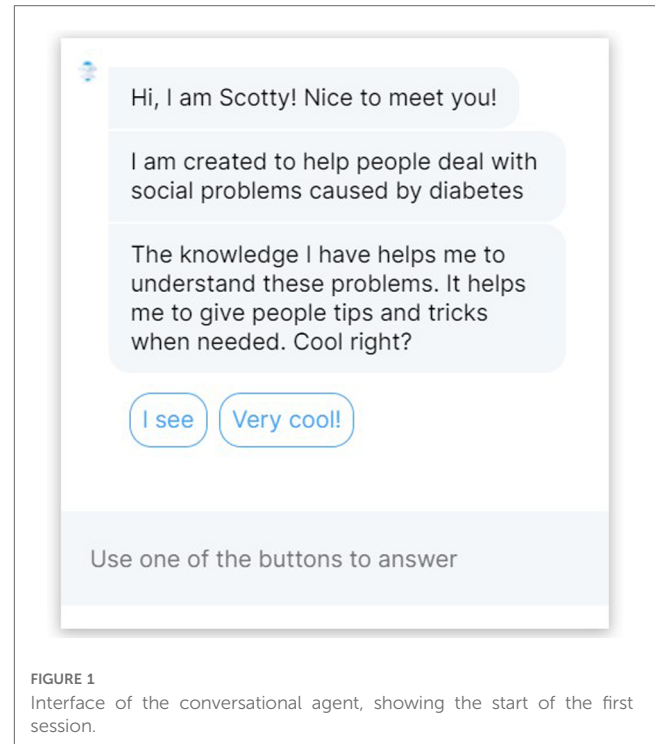 Hi, I am Scotty! Nice to meet you!
I am created to help people deal with
social problems caused by diabetes
The knowledge I have helps me to
understand these problems. It helps
me to give people tips and tricks
when needed. Cool right?
I see
Very cool!
Use one of the buttons to answer
FIGURE 1
Interface of the conversational agent, showing the start of the first
session.